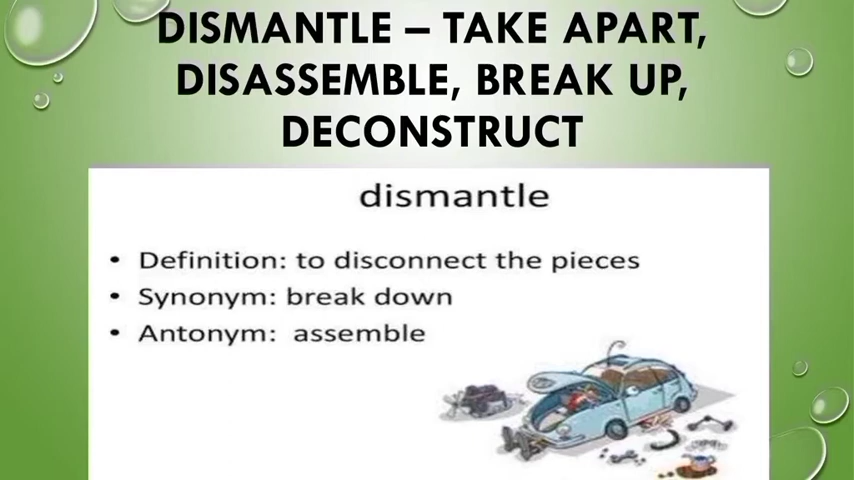 DISMANTLE – TAKE APART,
DISASSEMBLE, BREAK UP,
DECONSTRUCT
dismantle
• Definition: to disconnect the pieces
• Synonym: break down
• Antonym:  assemble